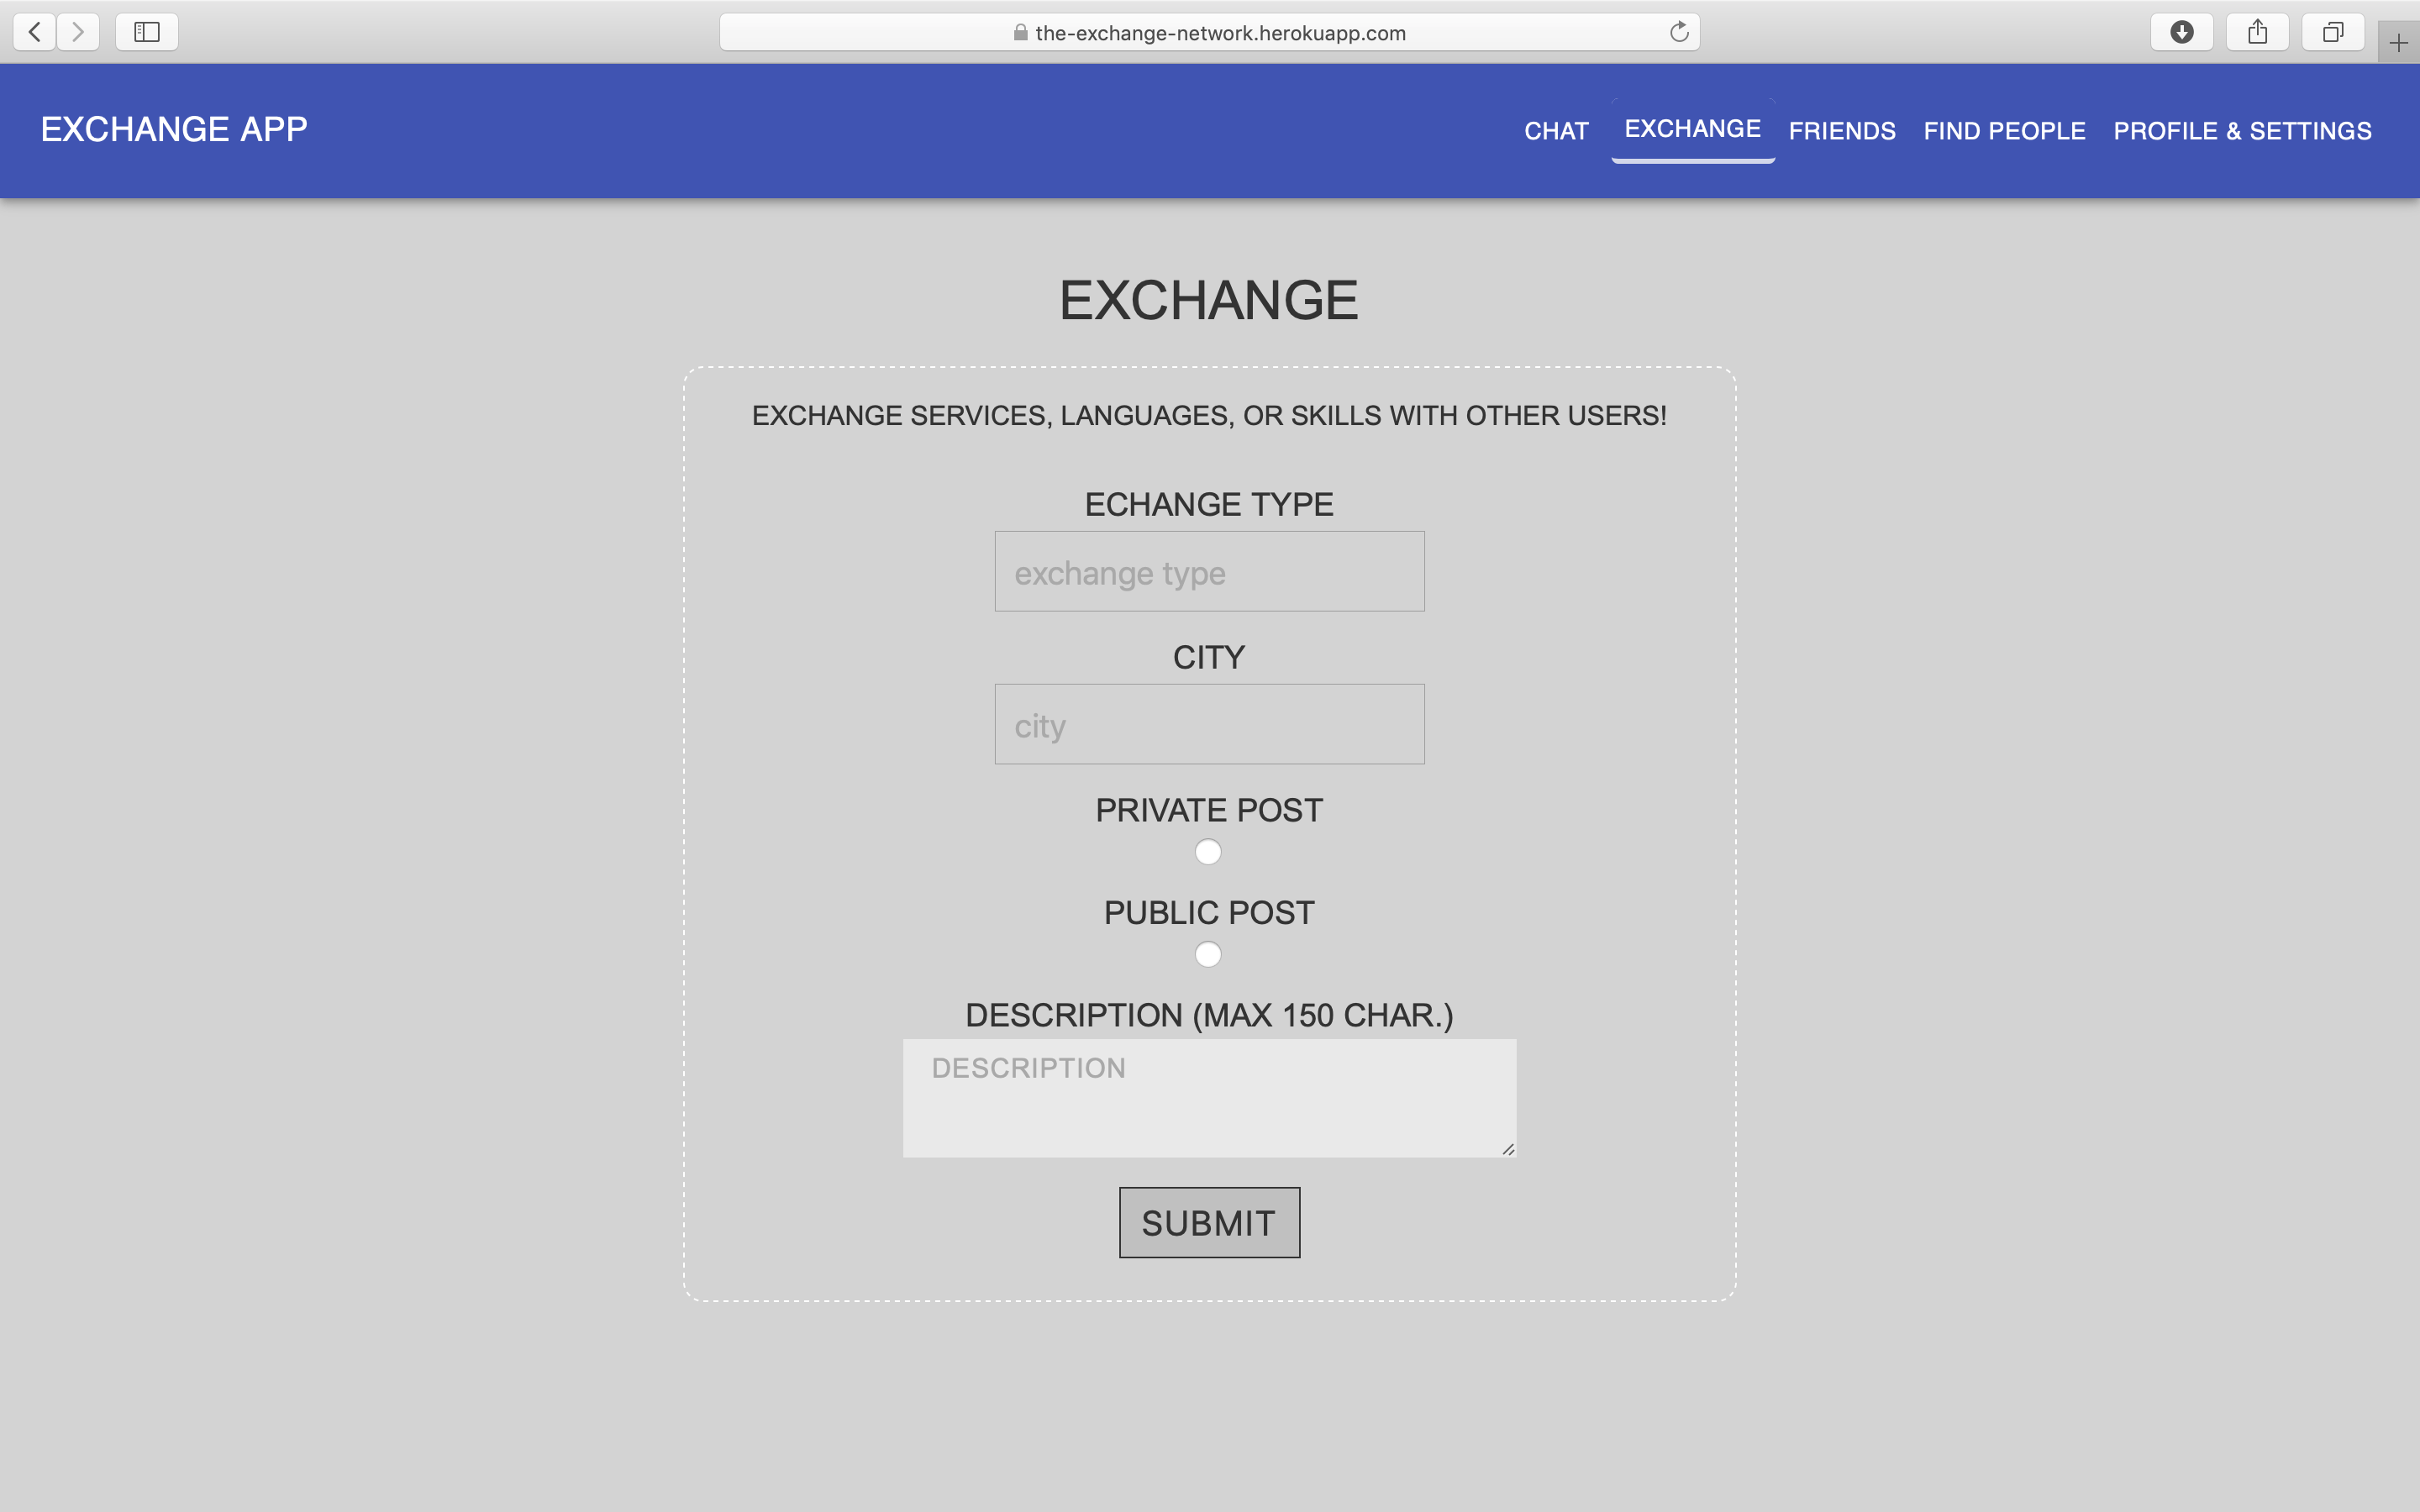 the-exchange-network.herokuapp.com
EXCHANGE APP
CHAT EXCHANGE FRIENDS FIND PEOPLE PROFILE & SETTINGS
EXCHANGE
EXCHANGE SERVICES, LANGUAGES, OR SKILLS WITH OTHER USERS!
ECHANGE TYPE
exchange type
CITY
city
PRIVATE POST
PUBLIC POST
DESCRIPTION (MAX 150 CHAR.)
DESCRIPTION
SUBMIT